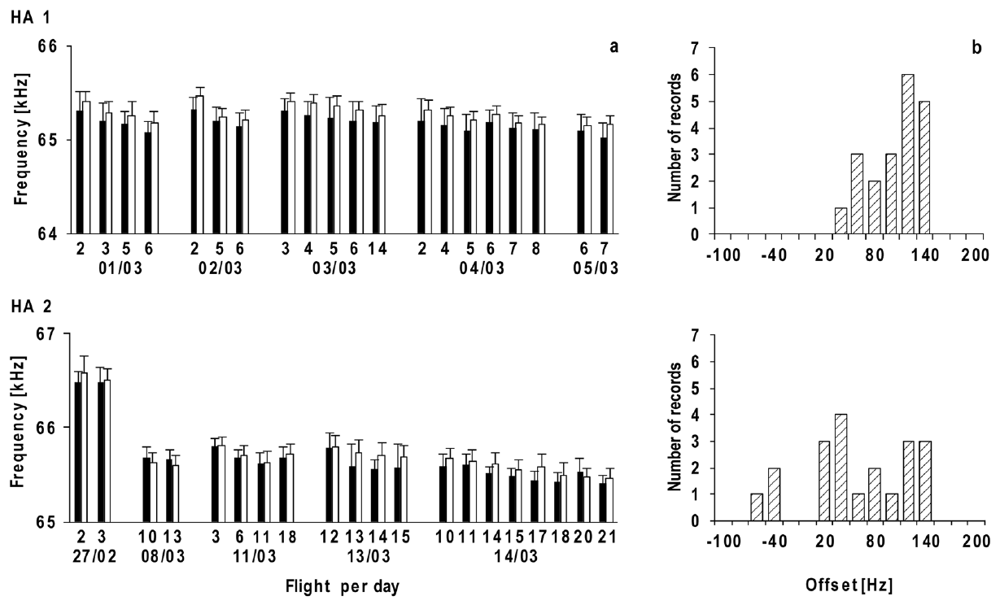 HA 1
a
66
65
64
Frequency [kHz]
2 3 5 6 2 5 6 3 4 5 6 14 2 4 5 6 7 8 6 7
01/03 02/03 03/03 04/03 05/03
b
7
6
5
4
3
2
1
0
Number of records
-100 -40 20 80 140 200
HA 2
67
66
65
Frequency [kHz]
2 3 10 13 3 6 11 18 12 13 14 15 10 11 14 15 17 18 20 21
27/02 08/03 11/03 13/03 14/03
Flight per day
7
6
5
4
3
2
1
0
Number of records
-100 -40 20 80 140 200
Offset [Hz]